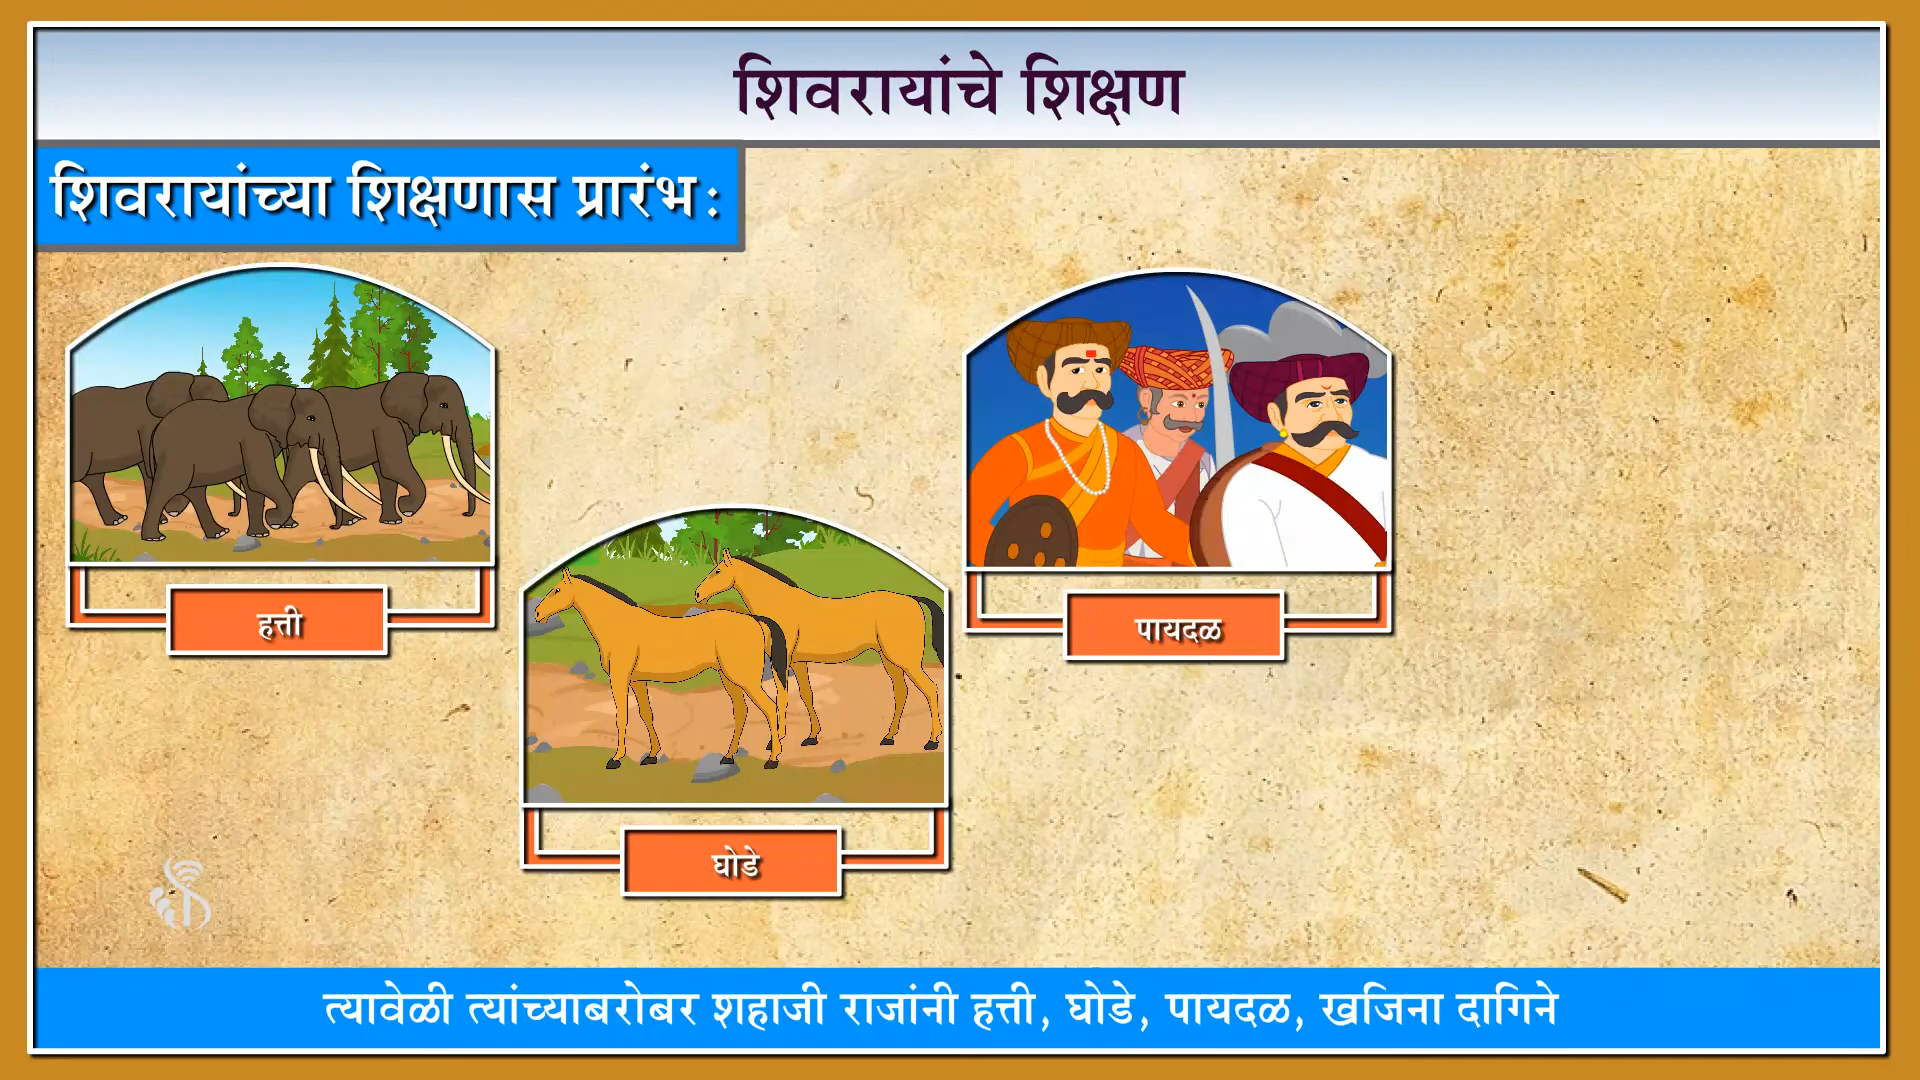 शिवरायांचे शिक्षण
शिवरायांच्या शिक्षणास प्रारंभ:
हत्ती
घोडे
पायदळ
त्यावेळी त्यांच्याबरोबर शहाजी राजांनी हत्ती, घोडे, पायदळ, खजिना दागिने